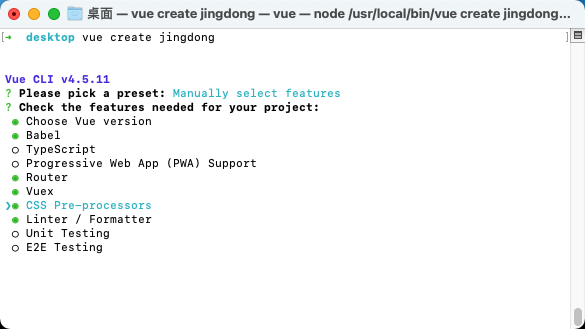 桌面 — vue create jingdong — vue — node /usr/local/bin/vue create jingdong...
[➜ desktop vue create jingdong ]
Vue CLI v4.5.11
? Please pick a preset: Manually select features
? Check the features needed for your project:
◉ Choose Vue version
◉ Babel
◯ TypeScript
◯ Progressive Web App (PWA) Support
◉ Router
◉ Vuex
❯◉ CSS Pre-processors
◉ Linter / Formatter
◯ Unit Testing
◯ E2E Testing